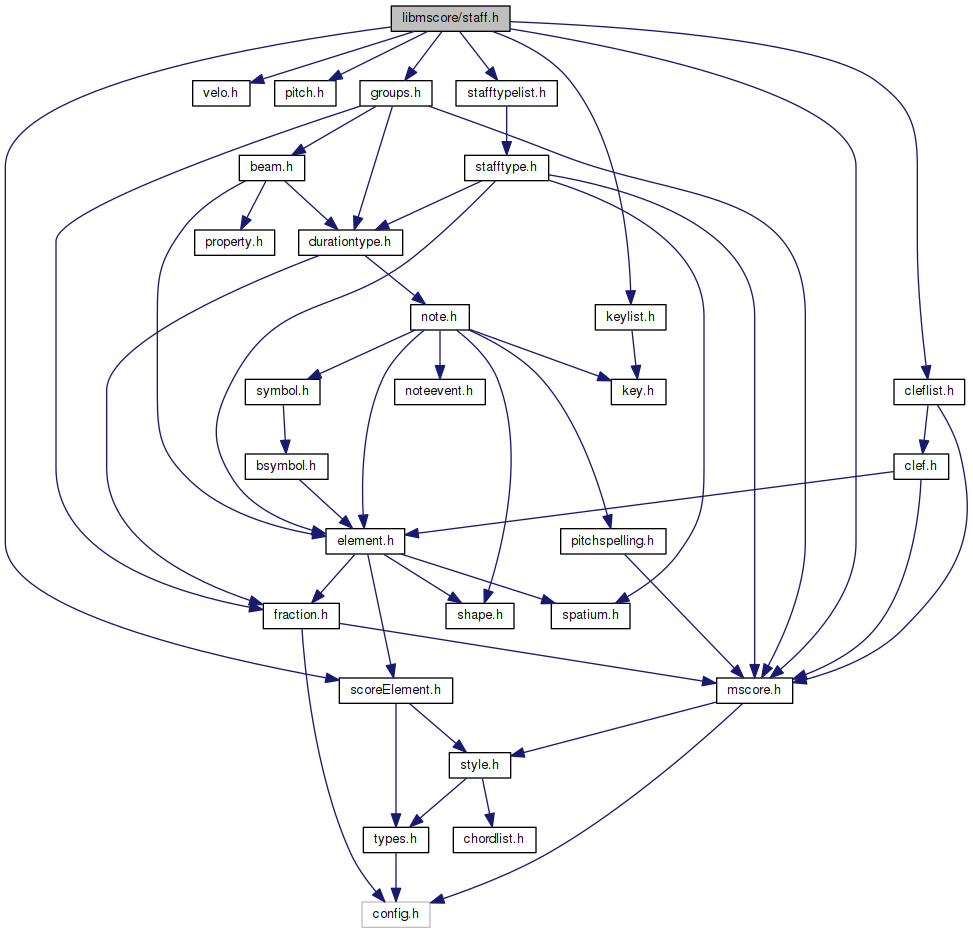 libmscore/staff.h
velo.h
pitch.h
groups.h
stafftypelist.h
beam.h
stafftype.h
property.h
durationtype.h
note.h
keylist.h
symbol.h
noteevent.h
key.h
cleflist.h
bsymbol.h
clef.h
element.h
pitchspelling.h
fraction.h
shape.h
spatium.h
scoreElement.h
mscore.h
style.h
types.h
chordlist.h
config.h